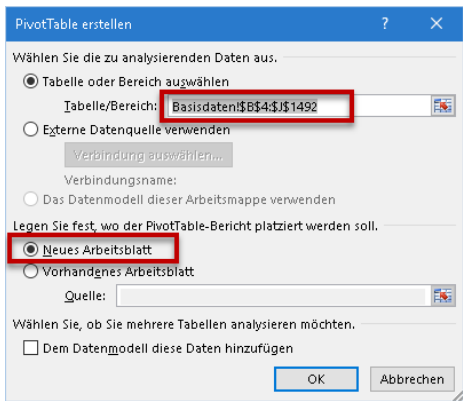 PivotTable erstellen ? ×
Wählen Sie die zu analysierenden Daten aus.
Tabelle oder Bereich auswählen
Tabelle/Bereich: Basisdaten!$B$4:$J$1492
Externe Datenquelle verwenden
Verbindung auswählen...
Verbindungsname:
Das Datenmodell dieser Arbeitsmappe verwenden
Legen Sie fest, wo der PivotTable-Bericht platziert werden soll.
Neues Arbeitsblatt
Vorhandenes Arbeitsblatt
Quelle:
Wählen Sie, ob Sie mehrere Tabellen analysieren möchten.
Dem Datenmodell diese Daten hinzufügen
OK Abbrechen